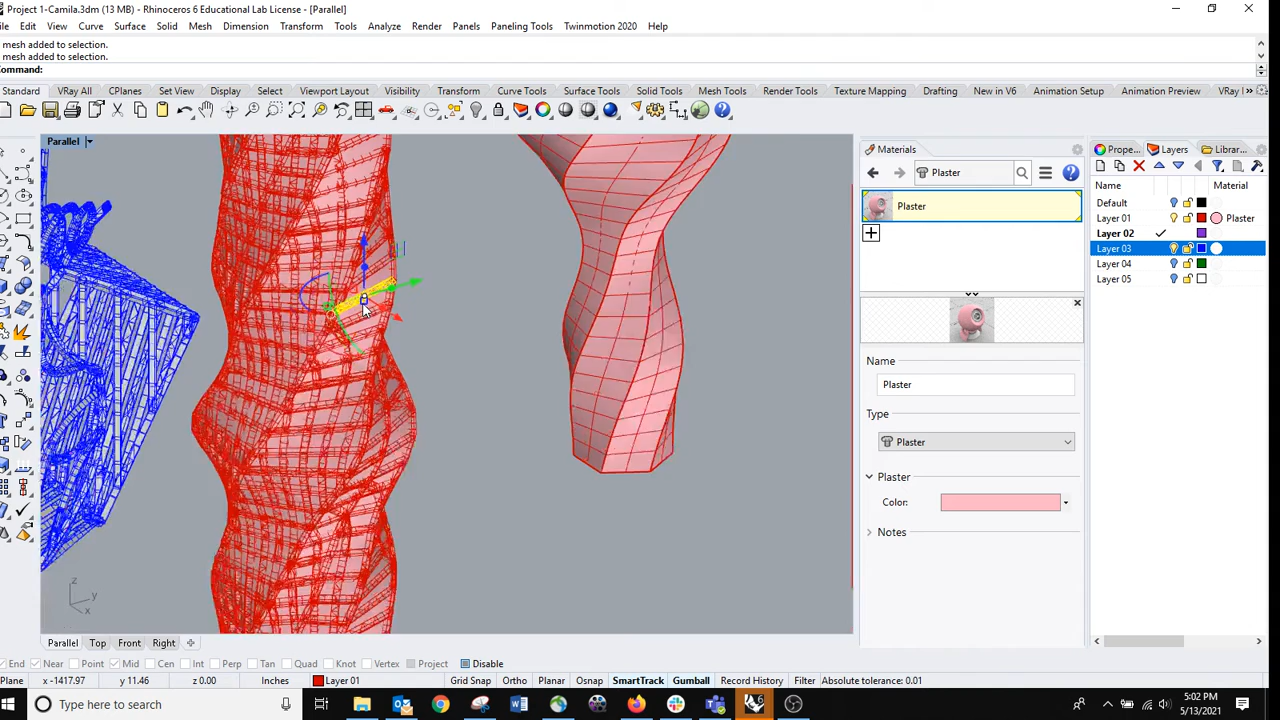 Project 1-Camila.3dm (13 MB) - Rhinoceros 6 Educational Lab License - [Parallel]
File Edit View Curve Surface Solid Mesh Dimension Transform Tools Analyze Render Panels Paneling Tools Twinmotion 2020 Help
mesh added to selection.
mesh added to selection.
Command:
Standard VRay All CPlanes Set View Display Select Viewport Layout Visibility Transform Curve Tools Surface Tools Solid Tools Mesh Tools Render Tools Texture Mapping Drafting New in V6 Animation Setup Animation Preview VRay
Parallel
Materials
Prope... Layers Librar...
Plaster
Name Material
Plaster
Default
Layer 01 Plaster
Layer 02
Layer 03
Layer 04
Layer 05
Name
Plaster
Type
Plaster
Plaster
Color:
Notes
z
y
x
Parallel Top Front Right
End Near Point Mid Cen Int Perp Tan Quad Knot Vertex Project Disable
Plane x -1417.97 y 11.46 z 0.00 Inches Layer 01 Grid Snap Ortho Planar Osnap SmartTrack Gumball Record History Filter Absolute tolerance: 0.01
Type here to search
5:02 PM
5/13/2021